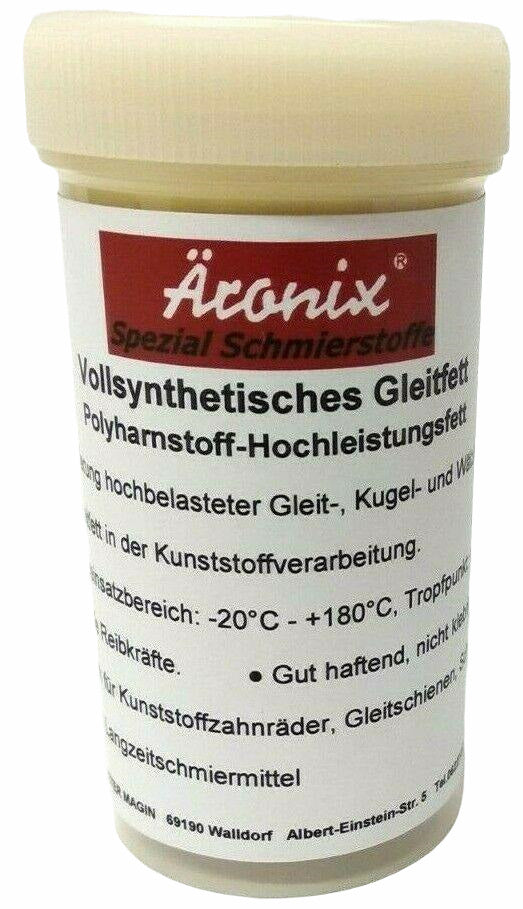 Äronix®
Spezial Schmierstoffe
Vollsynthetisches Gleitfett
Polyharnstoff-Hochleistungsfett
hochbelasteter Gleit-, Kugel- und
in der Kunststoffverarbeitung.
-20°C - +180°C, Tropfpunkt:
Reibkräfte. • Gut haftend, nicht
für Kunststoffzahnräder, Gleitschienen,
Langzeitschmiermittel
MAGIN 69190 Walldorf Albert-Einstein-Str. 5